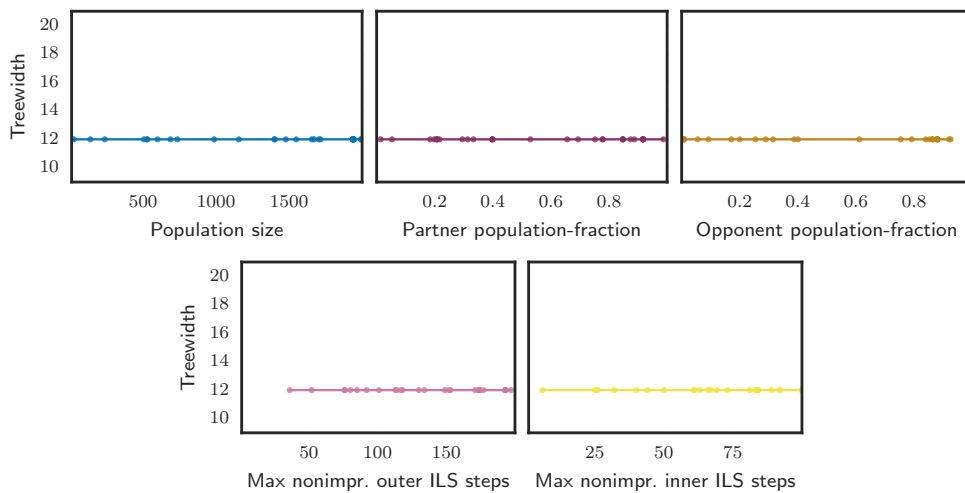 20
18
16
14
12
10
Treewidth
500 1000 1500
Population size
0.2 0.4 0.6 0.8
Partner population-fraction
0.2 0.4 0.6 0.8
Opponent population-fraction
20
18
16
14
12
10
Treewidth
50 100 150
Max nonimpr. outer ILS steps
25 50 75
Max nonimpr. inner ILS steps